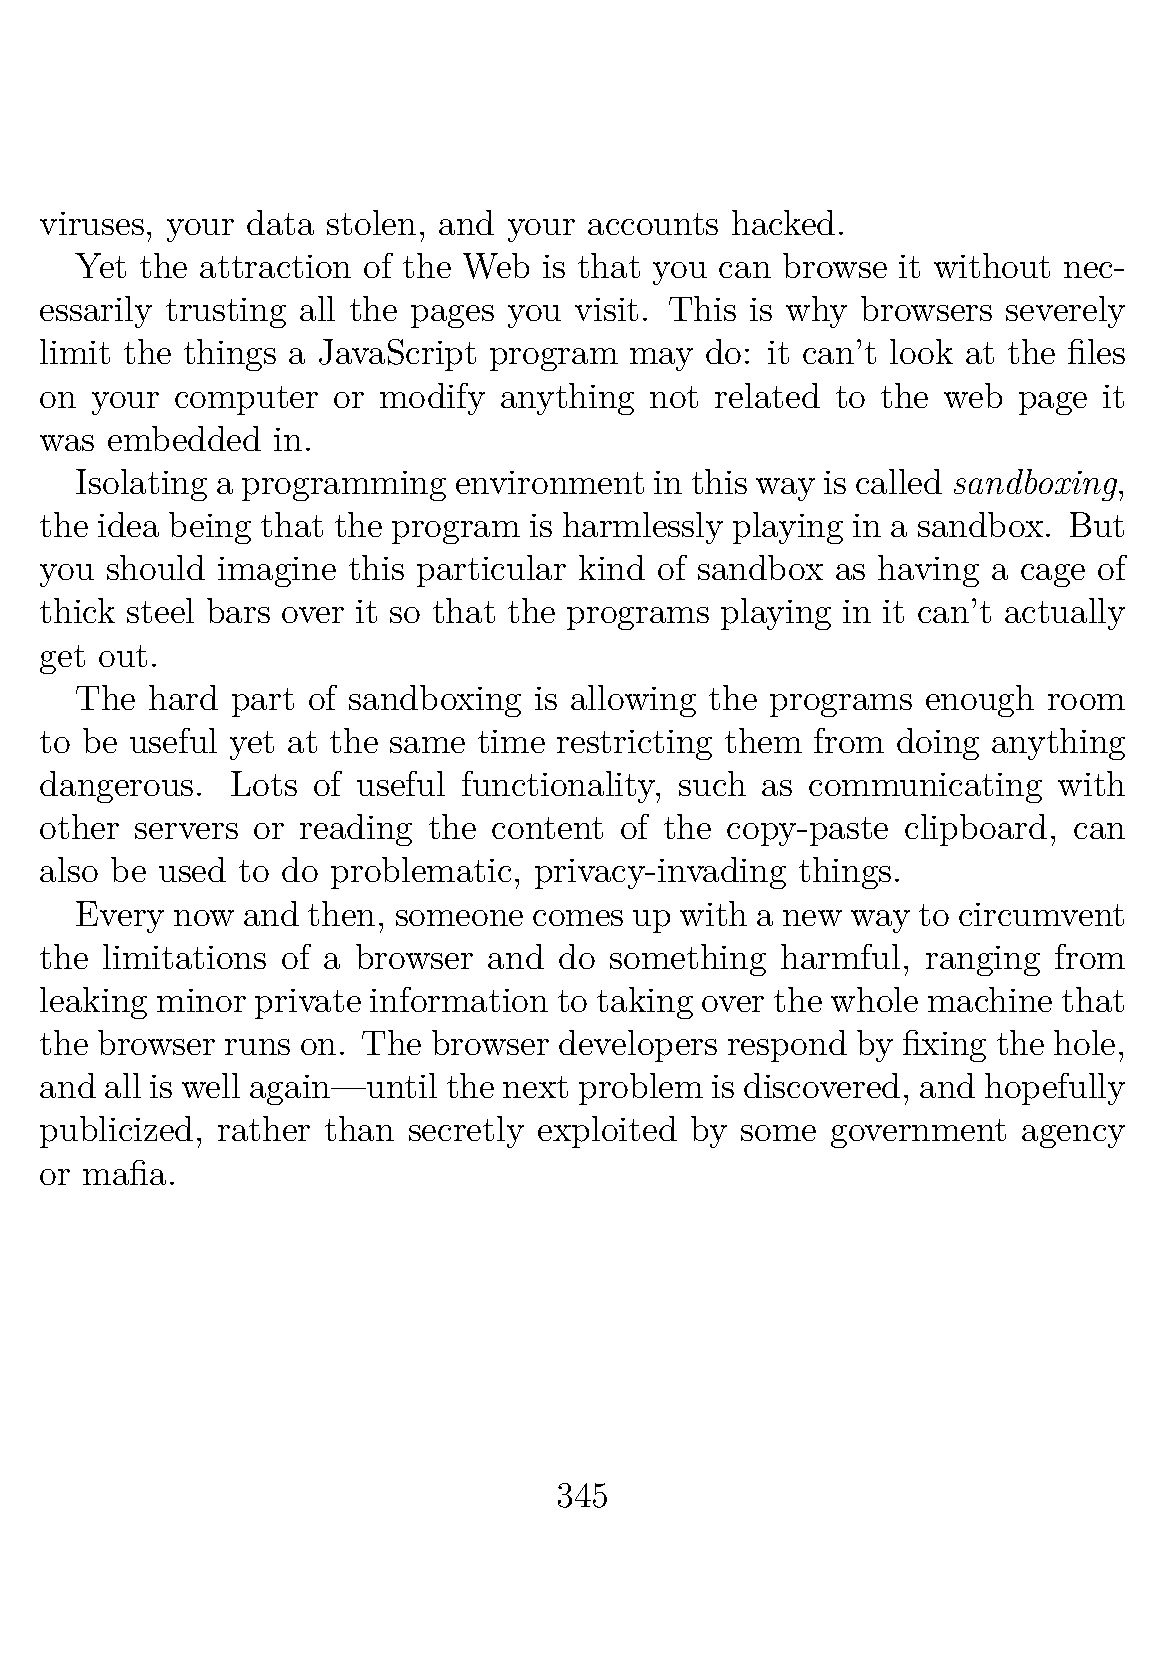 viruses, your data stolen, and your accounts hacked.
Yet the attraction of the Web is that you can browse it without nec-
essarily trusting all the pages you visit. This is why browsers severely
limit the things a JavaScript program may do: it can't look at the files
on your computer or modify anything not related to the web page it
was embedded in.
Isolating a programming environment in this way is called sandboxing,
the idea being that the program is harmlessly playing in a sandbox. But
you should imagine this particular kind of sandbox as having a cage of
thick steel bars over it so that the programs playing in it can't actually
get out.
The hard part of sandboxing is allowing the programs enough room
to be useful yet at the same time restricting them from doing anything
dangerous. Lots of useful functionality, such as communicating with
other servers or reading the content of the copy-paste clipboard, can
also be used to do problematic, privacy-invading things.
Every now and then, someone comes up with a new way to circumvent
the limitations of a browser and do something harmful, ranging from
leaking minor private information to taking over the whole machine that
the browser runs on. The browser developers respond by fixing the hole,
and all is well again—until the next problem is discovered, and hopefully
publicized, rather than secretly exploited by some government agency
or mafia.
345